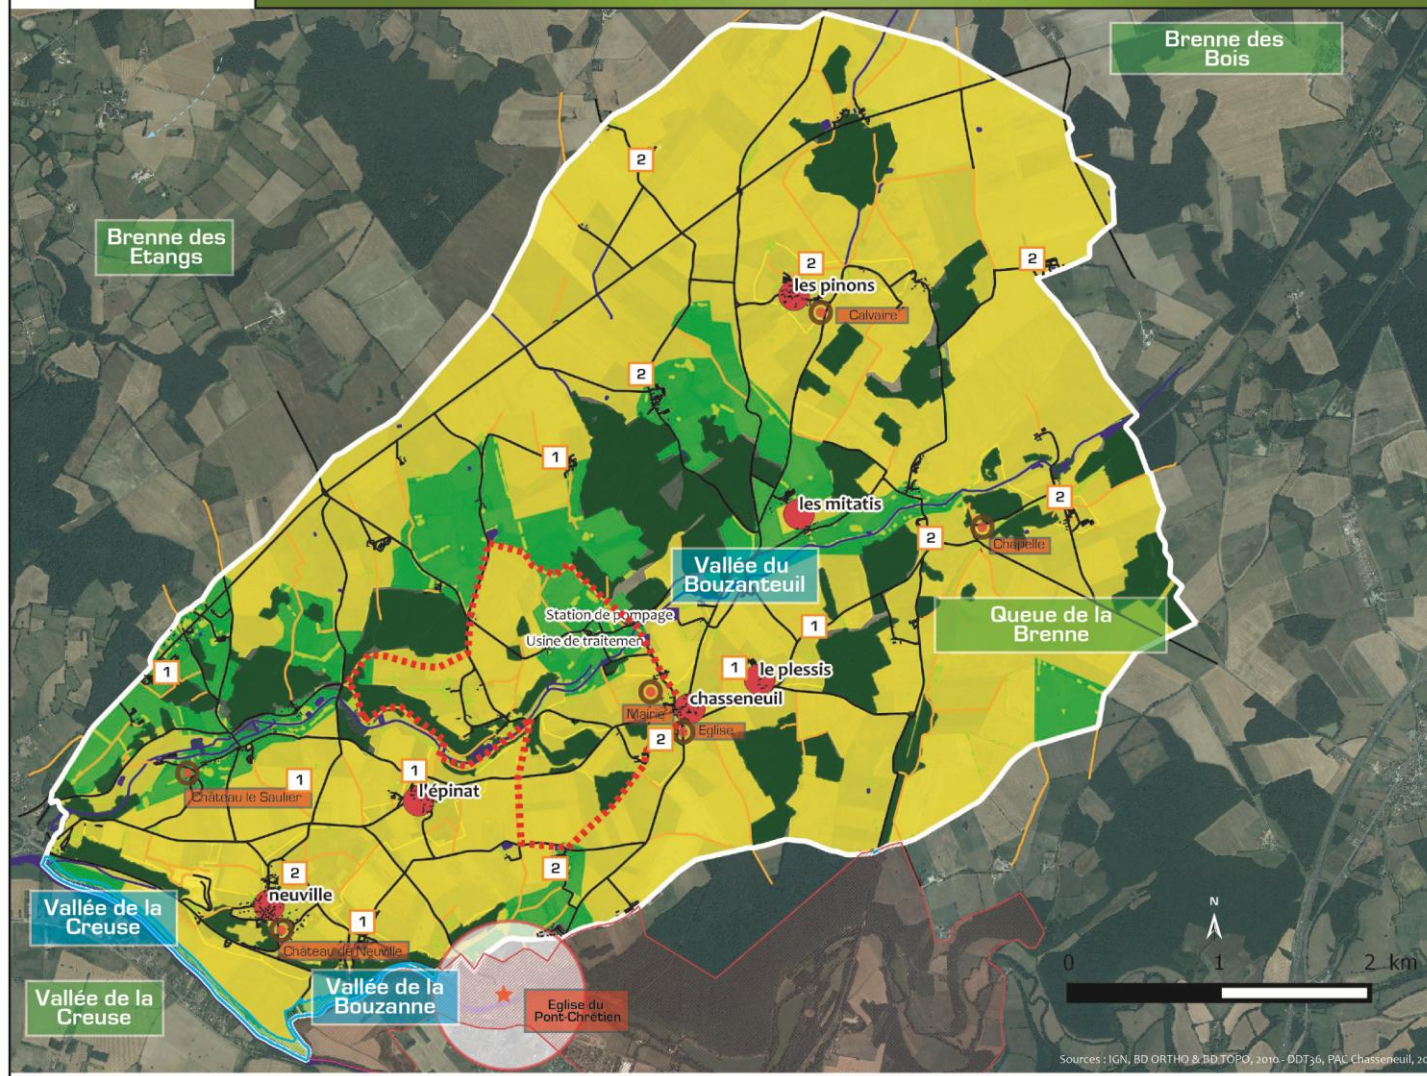 Brenne des
Bois
2
Brenne des
Etangs
2
2
les pinons
Calvaire
2
1
les mitatis
2
2
Chapelle
Vallée du
Bouzanteuil
Station de pompage
Usine de traitement
Queue de la
Brenne
1
1
1
le plessis
chasseneuil
Mairie
Eglise
2
1
1
Château le Saulier
l'épinat
2
2
neuville
Vallée de la
Creuse
1
Château de Neuville
Vallée de la
Creuse
Vallée de la
Bouzanne
Eglise du
Pont-Chrétien
N
0 1 2 km
Sources : IGN, BD ORTHO & BD TOPO, 2010 - DDT36, PAC Chasseneuil,